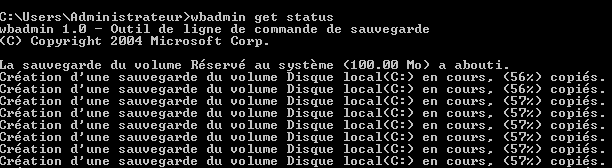 C:\Users\Administrateur>wbadmin get status
wbadmin 1.0 - Outil de ligne de commande de sauvegarde
(C) Copyright 2004 Microsoft Corp.
La sauvegarde du volume Réservé au système (100.00 Mo) a abouti.
Création d'une sauvegarde du volume Disque local(C:) en cours, (56%) copiés.
Création d'une sauvegarde du volume Disque local(C:) en cours, (56%) copiés.
Création d'une sauvegarde du volume Disque local(C:) en cours, (57%) copiés.
Création d'une sauvegarde du volume Disque local(C:) en cours, (57%) copiés.
Création d'une sauvegarde du volume Disque local(C:) en cours, (57%) copiés.
Création d'une sauvegarde du volume Disque local(C:) en cours, (57%) copiés.
Création d'une sauvegarde du volume Disque local(C:) en cours, (57%) copiés.
Création d'une sauvegarde du volume Disque local(C:) en cours, (57%) copiés.